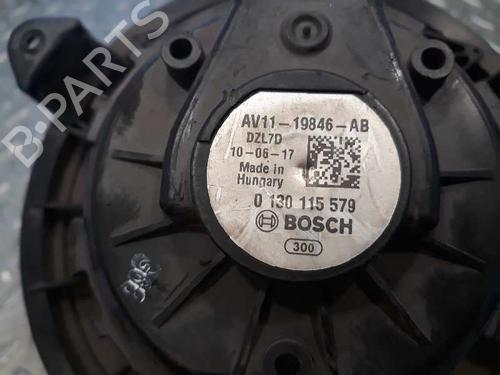 B-PARTS
AV11-19846-AB
DZL7D
10-06-17
Made in
Hungary
0 130 115 579
BOSCH
300